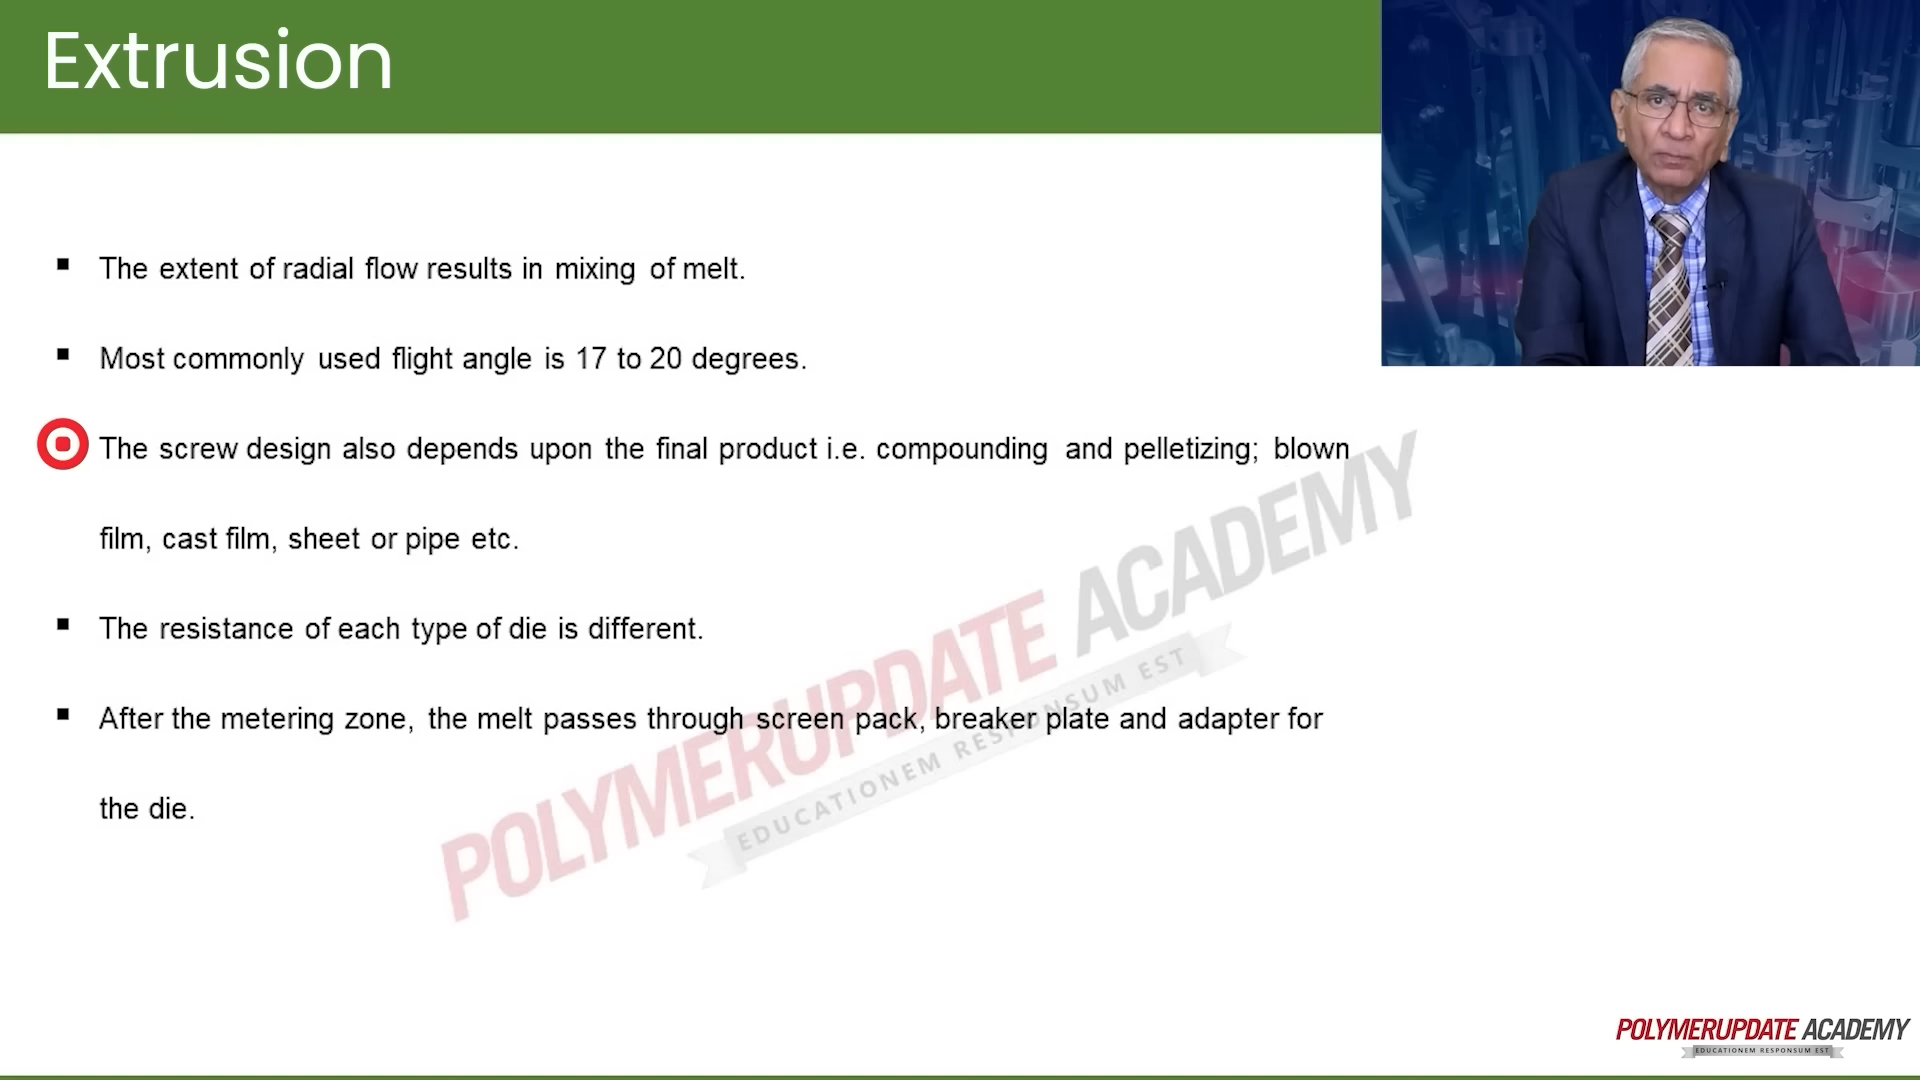 Extrusion
The extent of radial flow results in mixing of melt.
Most commonly used flight angle is 17 to 20 degrees.
The screw design also depends upon the final product i.e. compounding and pelletizing; blown
film, cast film, sheet or pipe etc.
The resistance of each type of die is different.
After the metering zone, the melt passes through screen pack, breaker plate and adapter for
the die.
POLYMERUPDATE ACADEMY
EDUCATIONEM RESPONSUM EST
POLYMERUPDATE ACADEMY
EDUCATIONEM RESPONSUM EST